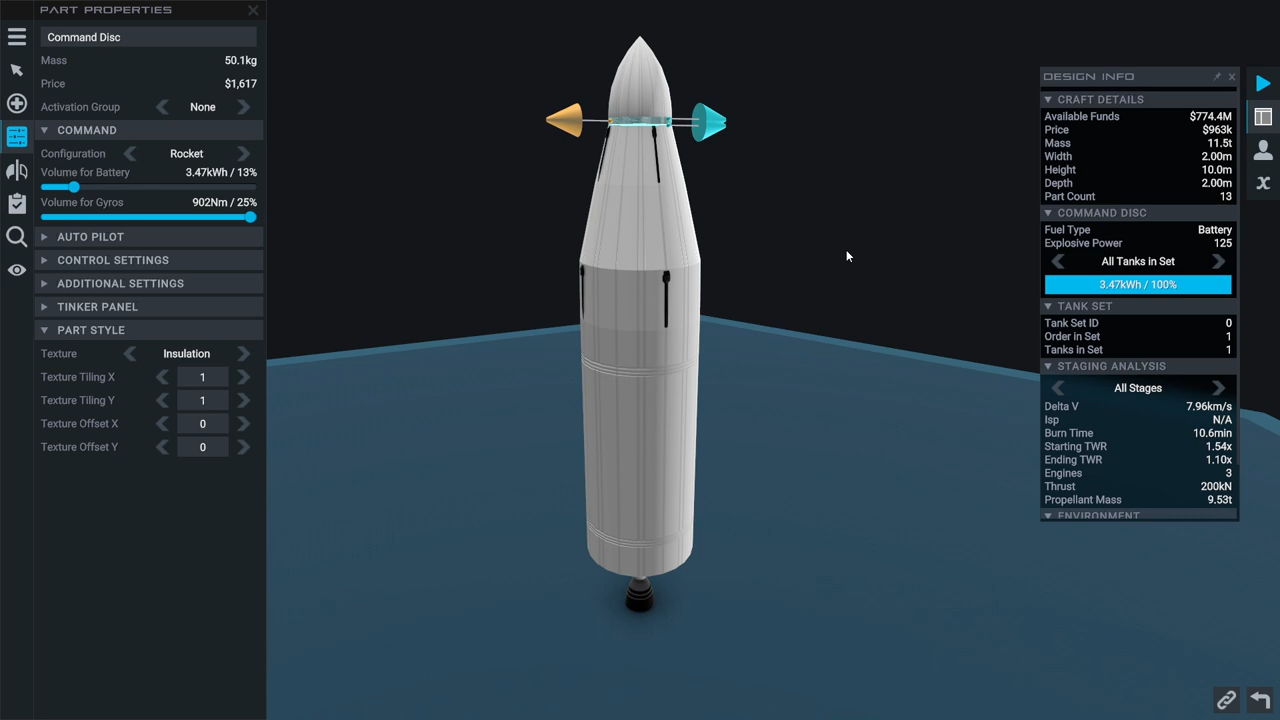 PART PROPERTIES
Command Disc
Mass 50.1kg
Price $1,617
Activation Group None
COMMAND
Configuration Rocket
Volume for Battery 3.47kWh / 13%
Volume for Gyros 902Nm / 25%
AUTO PILOT
CONTROL SETTINGS
ADDITIONAL SETTINGS
TINKER PANEL
PART STYLE
Texture Insulation
Texture Tiling X 1
Texture Tiling Y 1
Texture Offset X 0
Texture Offset Y 0
DESIGN INFO
CRAFT DETAILS
Available Funds $774.4M
Price $963k
Mass 11.5t
Width 2.00m
Height 10.0m
Depth 2.00m
Part Count 13
COMMAND DISC
Fuel Type Battery
Explosive Power 125
All Tanks in Set
3.47kWh / 100%
TANK SET
Tank Set ID 0
Order in Set 1
Tanks in Set 1
STAGING ANALYSIS
All Stages
Delta V 7.96km/s
Isp N/A
Burn Time 10.6min
Starting TWR 1.54x
Ending TWR 1.10x
Engines 3
Thrust 200kN
Propellant Mass 9.53t
ENVIRONMENT
x